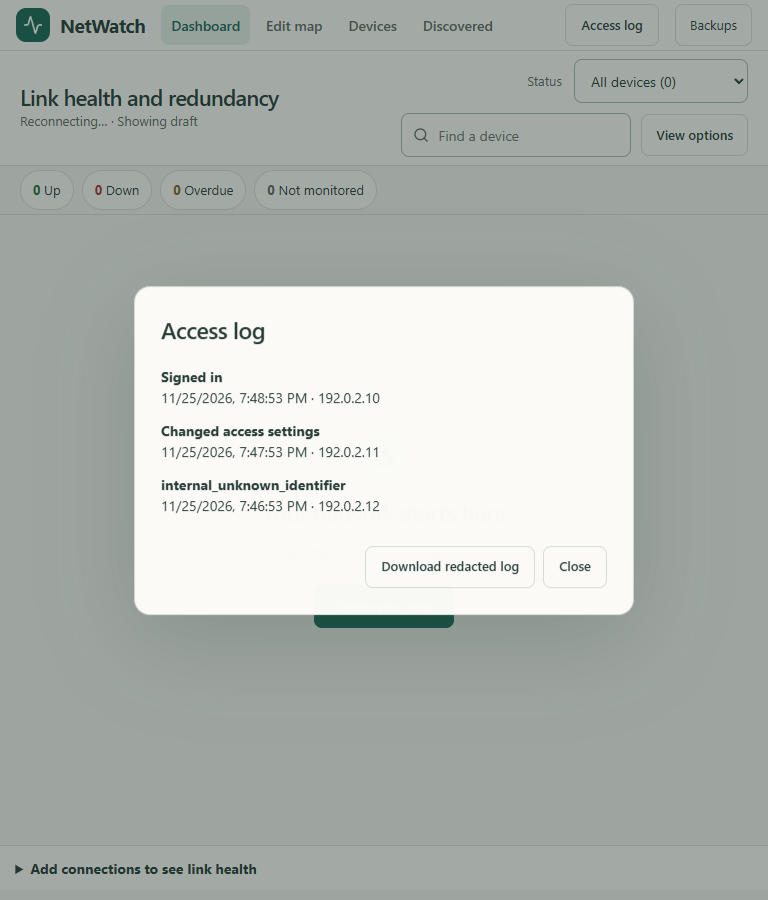 NetWatch
Dashboard
Edit map
Devices
Discovered
Access log
Backups
Link health and redundancy
Reconnecting... · Showing draft
Status
All devices (0)
Find a device
View options
0 Up
0 Down
0 Overdue
0 Not monitored
Access log
Signed in
11/25/2026, 7:48:53 PM · 192.0.2.10
Changed access settings
11/25/2026, 7:47:53 PM · 192.0.2.11
internal_unknown_identifier
11/25/2026, 7:46:53 PM · 192.0.2.12
Download redacted log
Close
Add connections to see link health